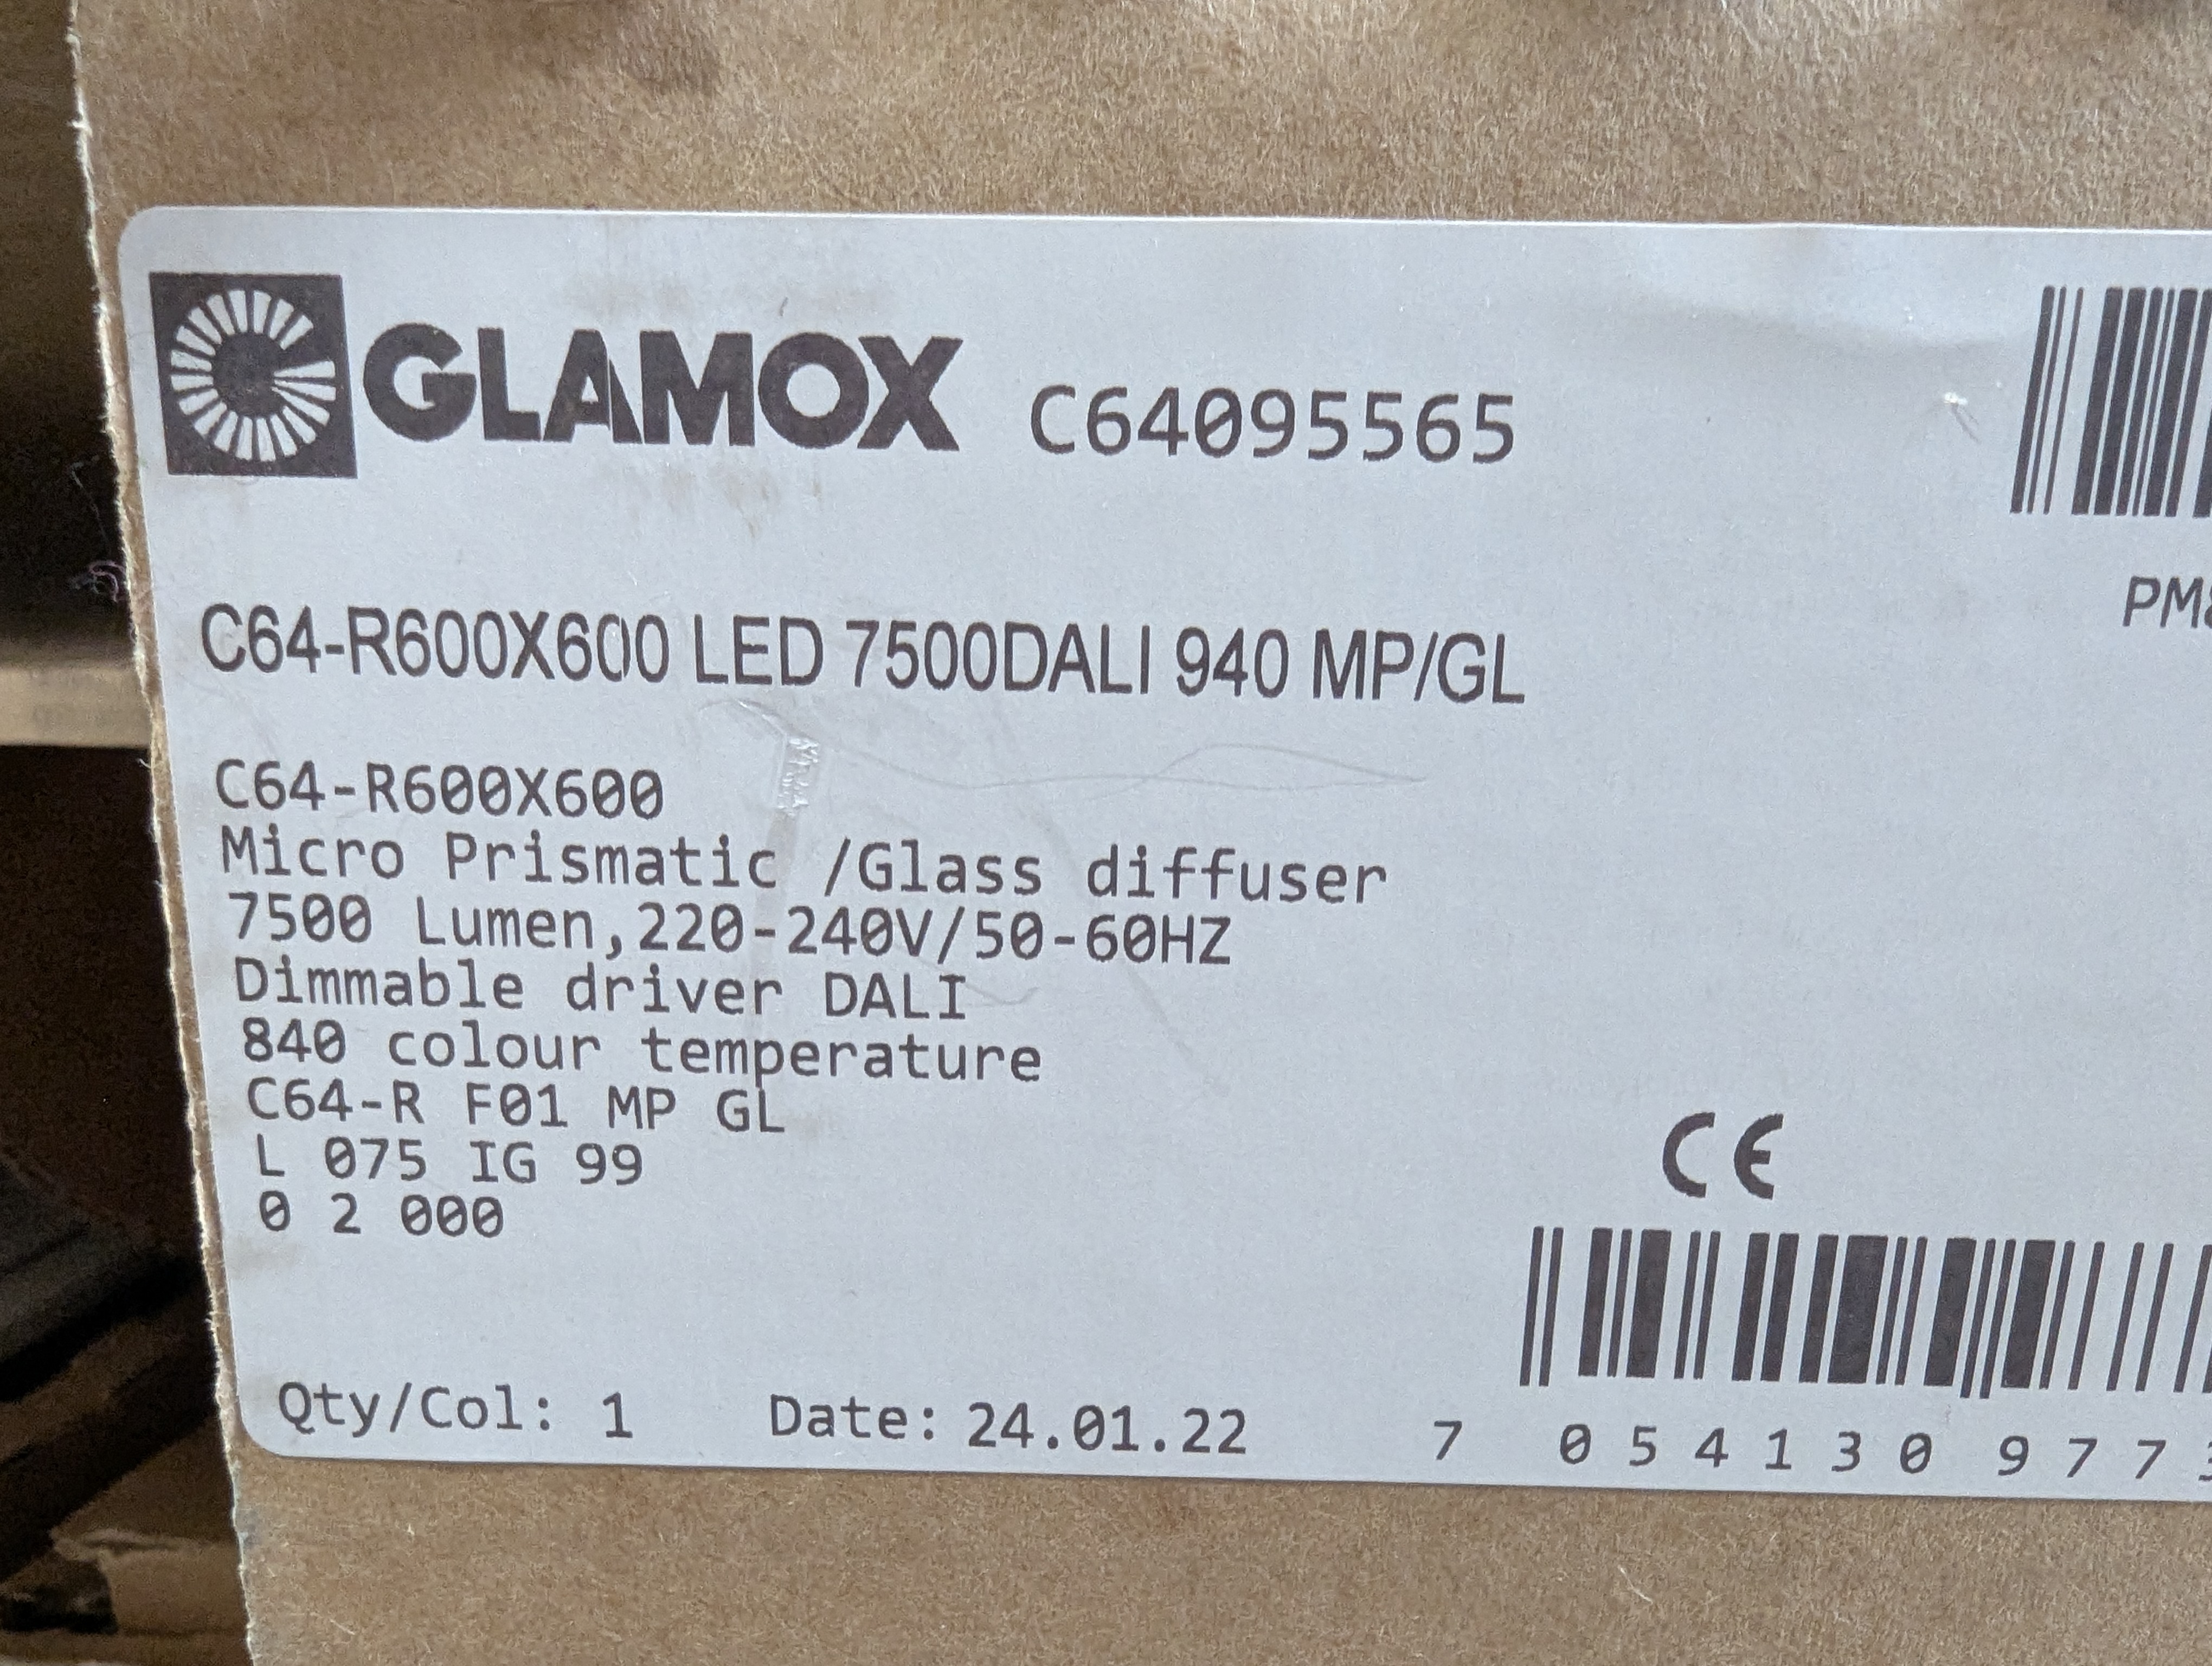 GLAMOX C64095565
PM
C64-R600X600 LED 7500DALI 940 MP/GL
C64-R600X600
Micro Prismatic /Glass diffuser
7500 Lumen,220-240V/50-60HZ
Dimmable driver DALI
840 colour temperature
C64-R F01 MP GL
L 075 IG 99
0 2 000
CE
Qty/Col: 1 Date: 24.01.22 7 054130 977